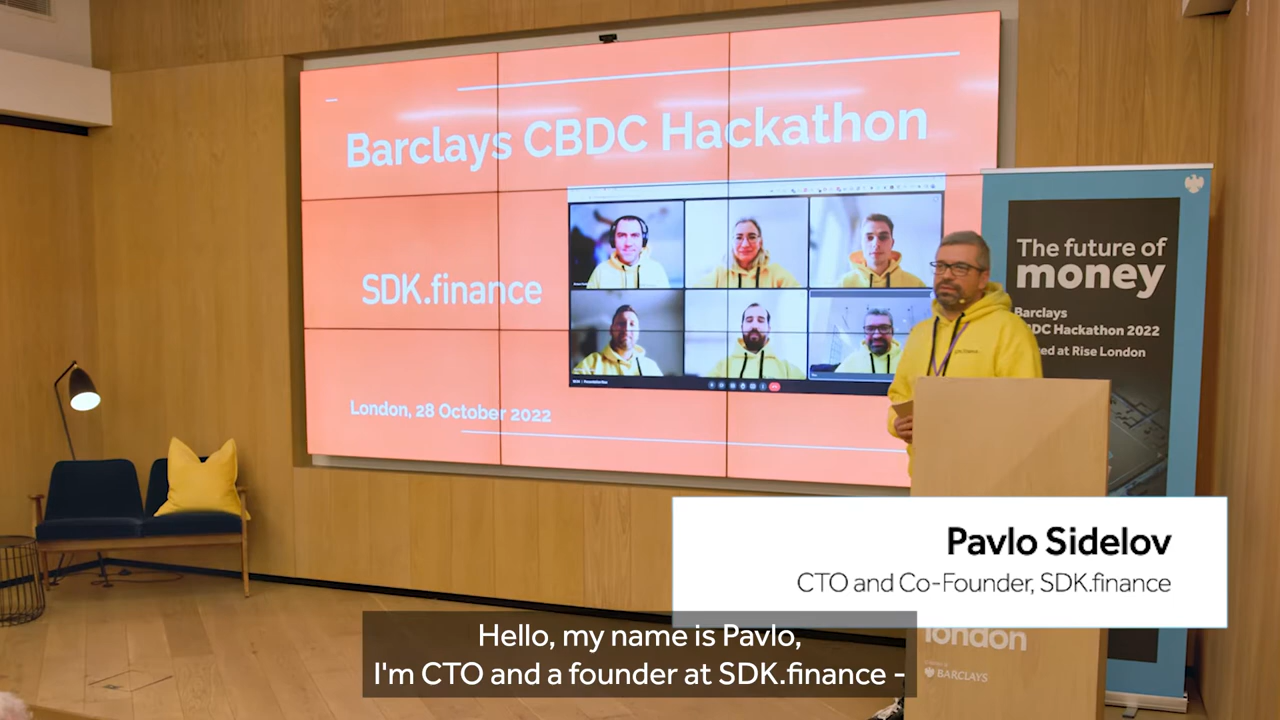 Barclays CBDC Hackathon
SDK.finance
London, 28 October 2022
The future of
money
Barclays
DC Hackathon 2022
ed at Rise London
Pavlo Sidelov
CTO and Co-Founder, SDK.finance
london
BARCLAYS
Hello, my name is Pavlo,
I'm CTO and a founder at SDK.finance -